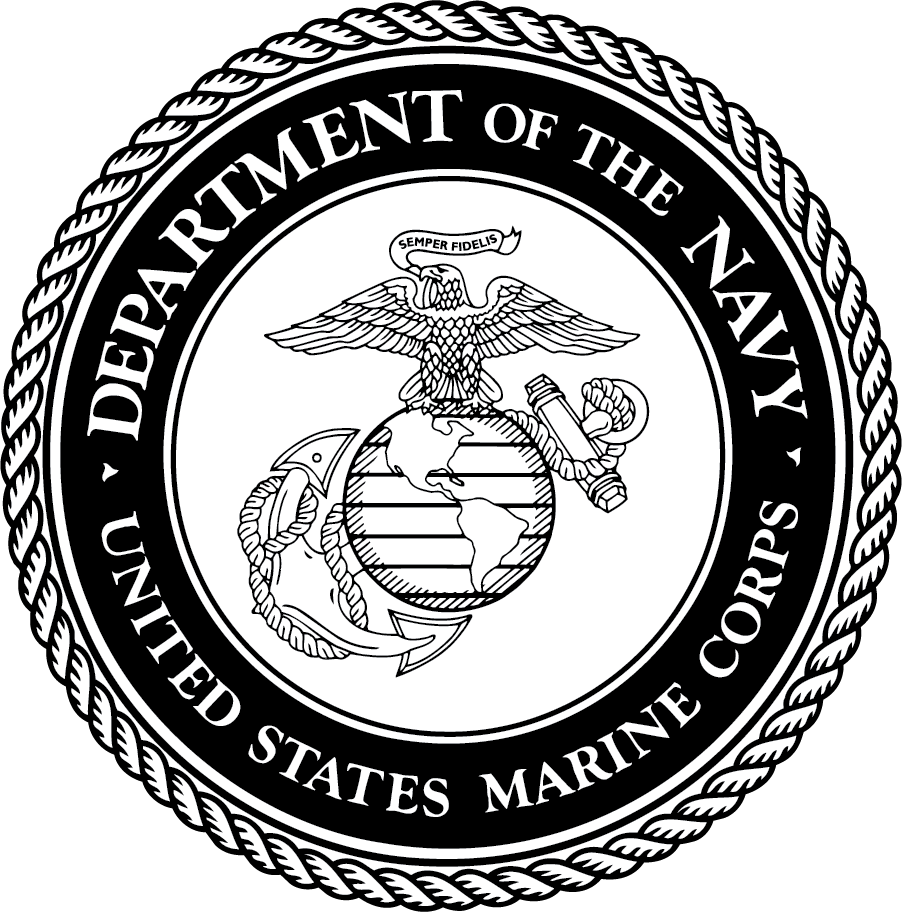 DEPARTMENT OF THE NAVY
SEMPER FIDELIS
UNITED STATES MARINE CORPS